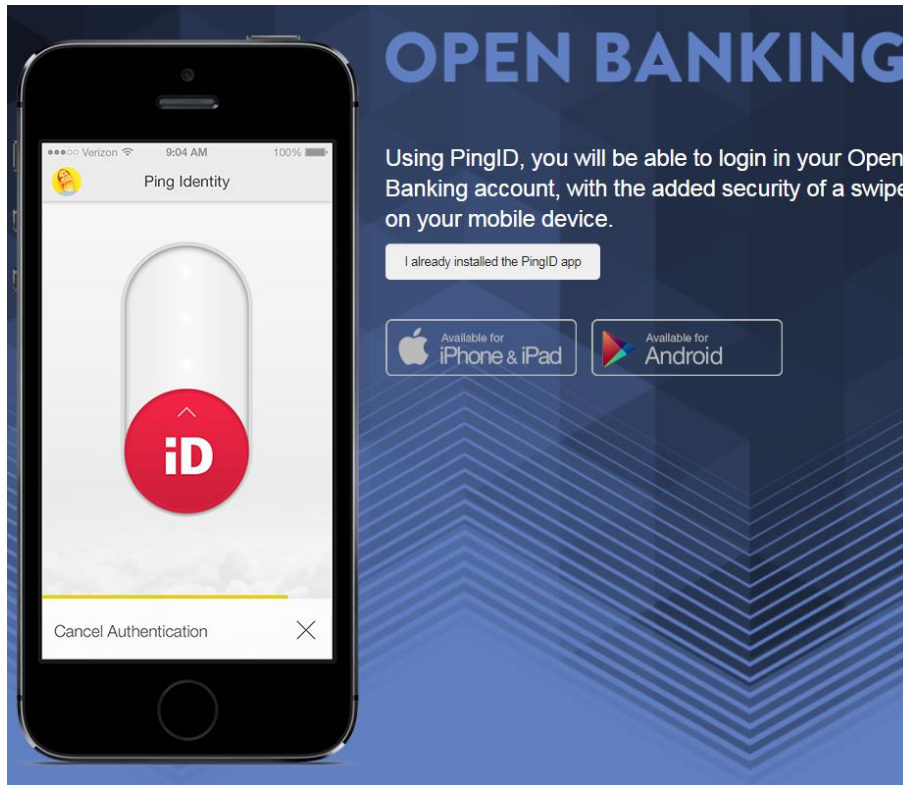 OPEN BANKING
Verizon 9:04 AM 100%
Ping Identity
iD
Cancel Authentication
Using PingID, you will be able to login in your Open
Banking account, with the added security of a swipe
on your mobile device.
I already installed the PingID app
Available for
iPhone & iPad
Available for
Android